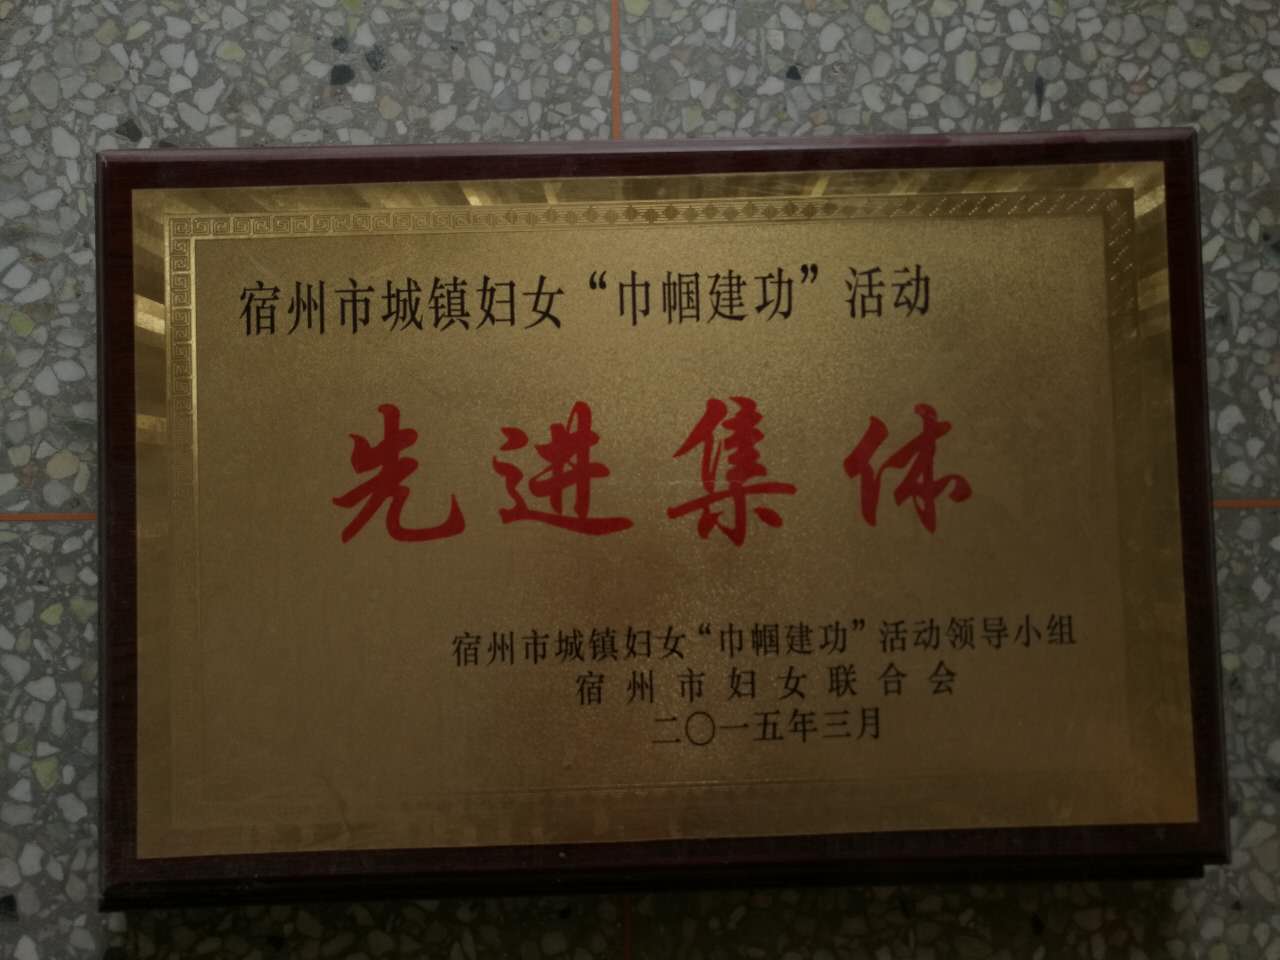 宿州市城镇妇女“巾帼建功”活动
先进集体
宿州市城镇妇女“巾帼建功”活动领导小组
宿州市妇女联合会
二〇一五年三月